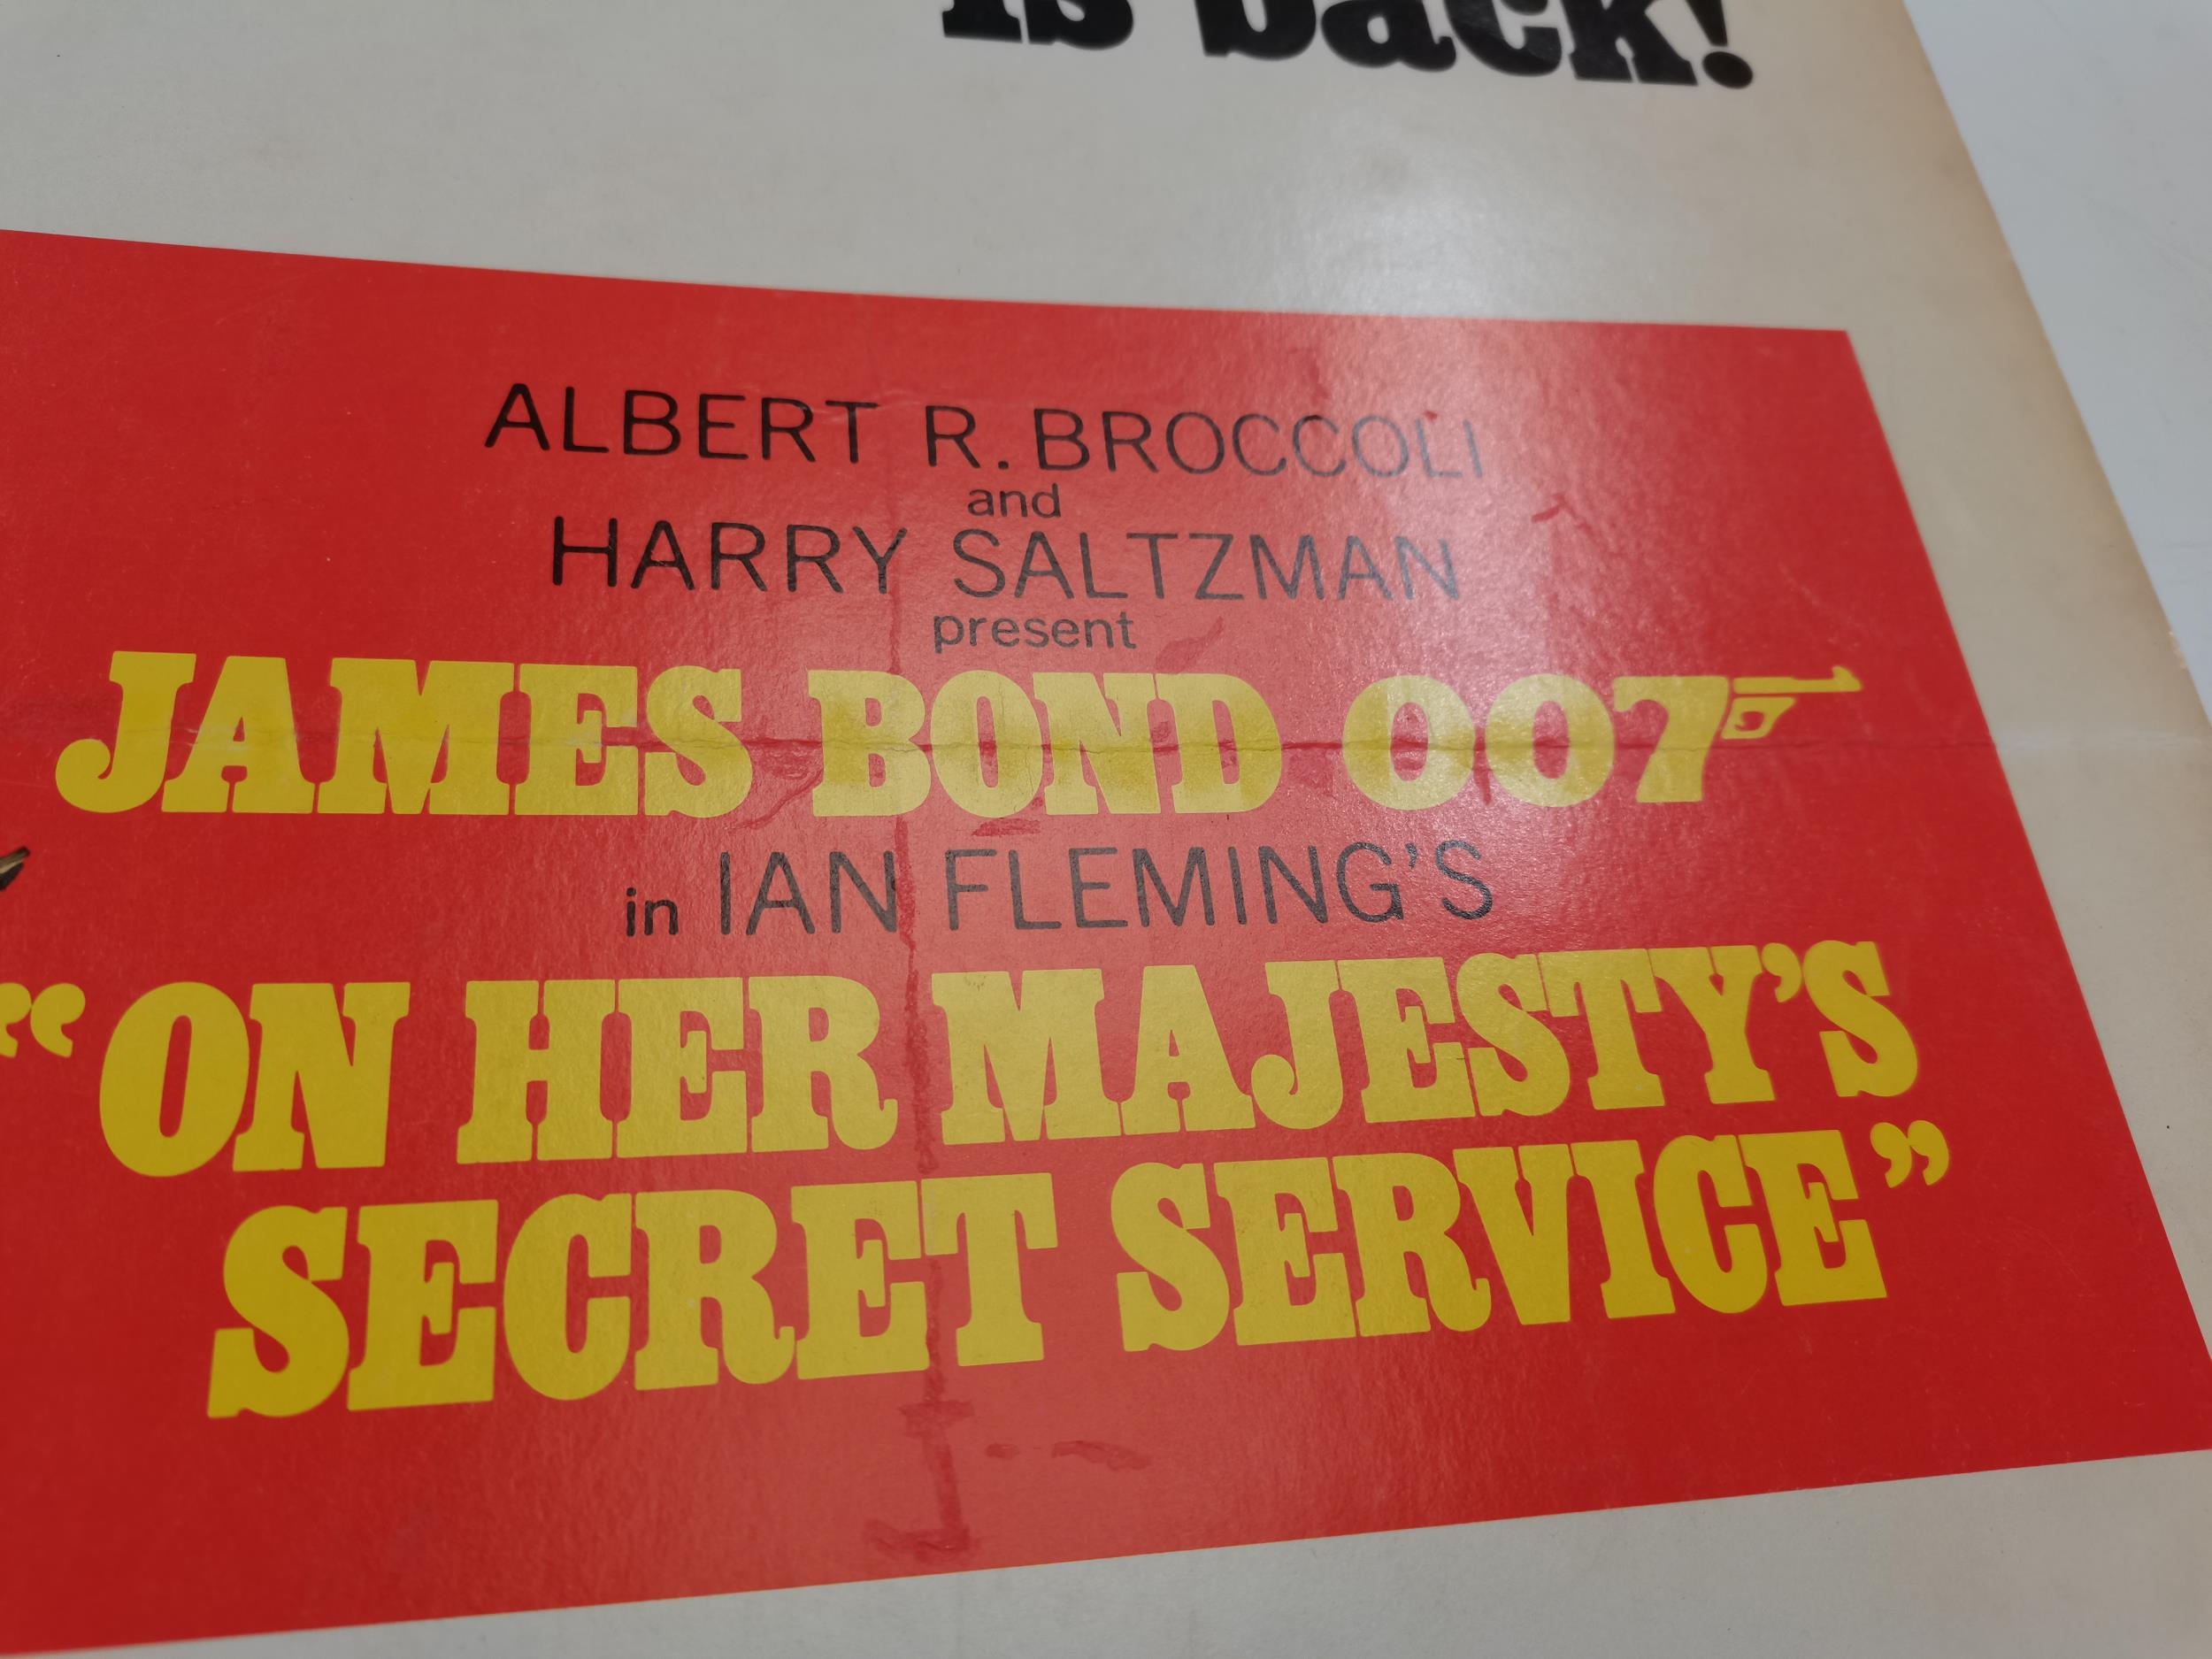 is back!
ALBERT R. BROCCOLI
and
HARRY SALTZMAN
present
JAMES BOND 007
in IAN FLEMING’S
“ON HER MAJESTY’S
SECRET SERVICE”